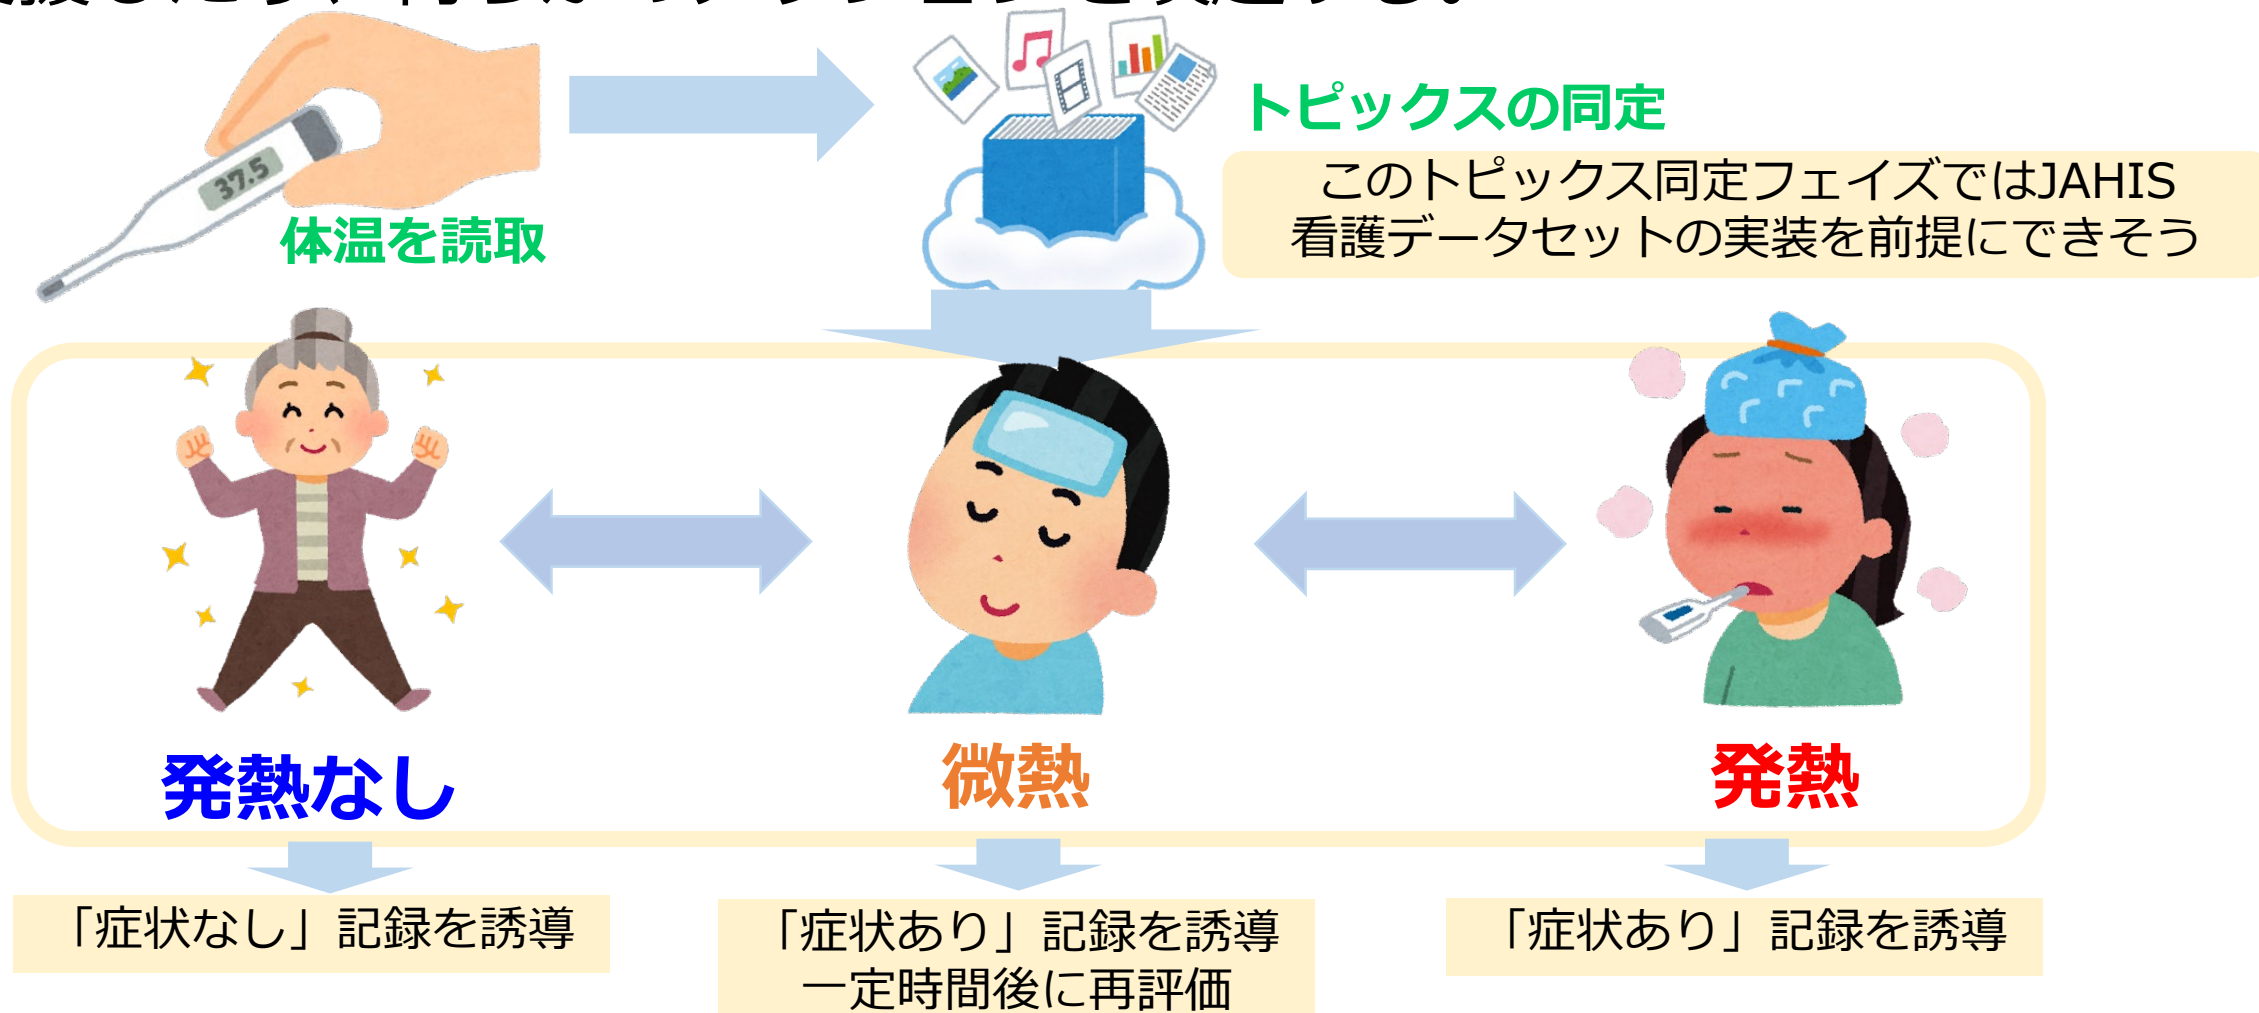 37.5
体温を読取
トピックスの同定
このトピックス同定フェイズではJAHIS
看護データセットの実装を前提にできそう
発熱なし
微熱
発熱
「症状なし」記録を誘導
「症状あり」記録を誘導
一定時間後に再評価
「症状あり」記録を誘導